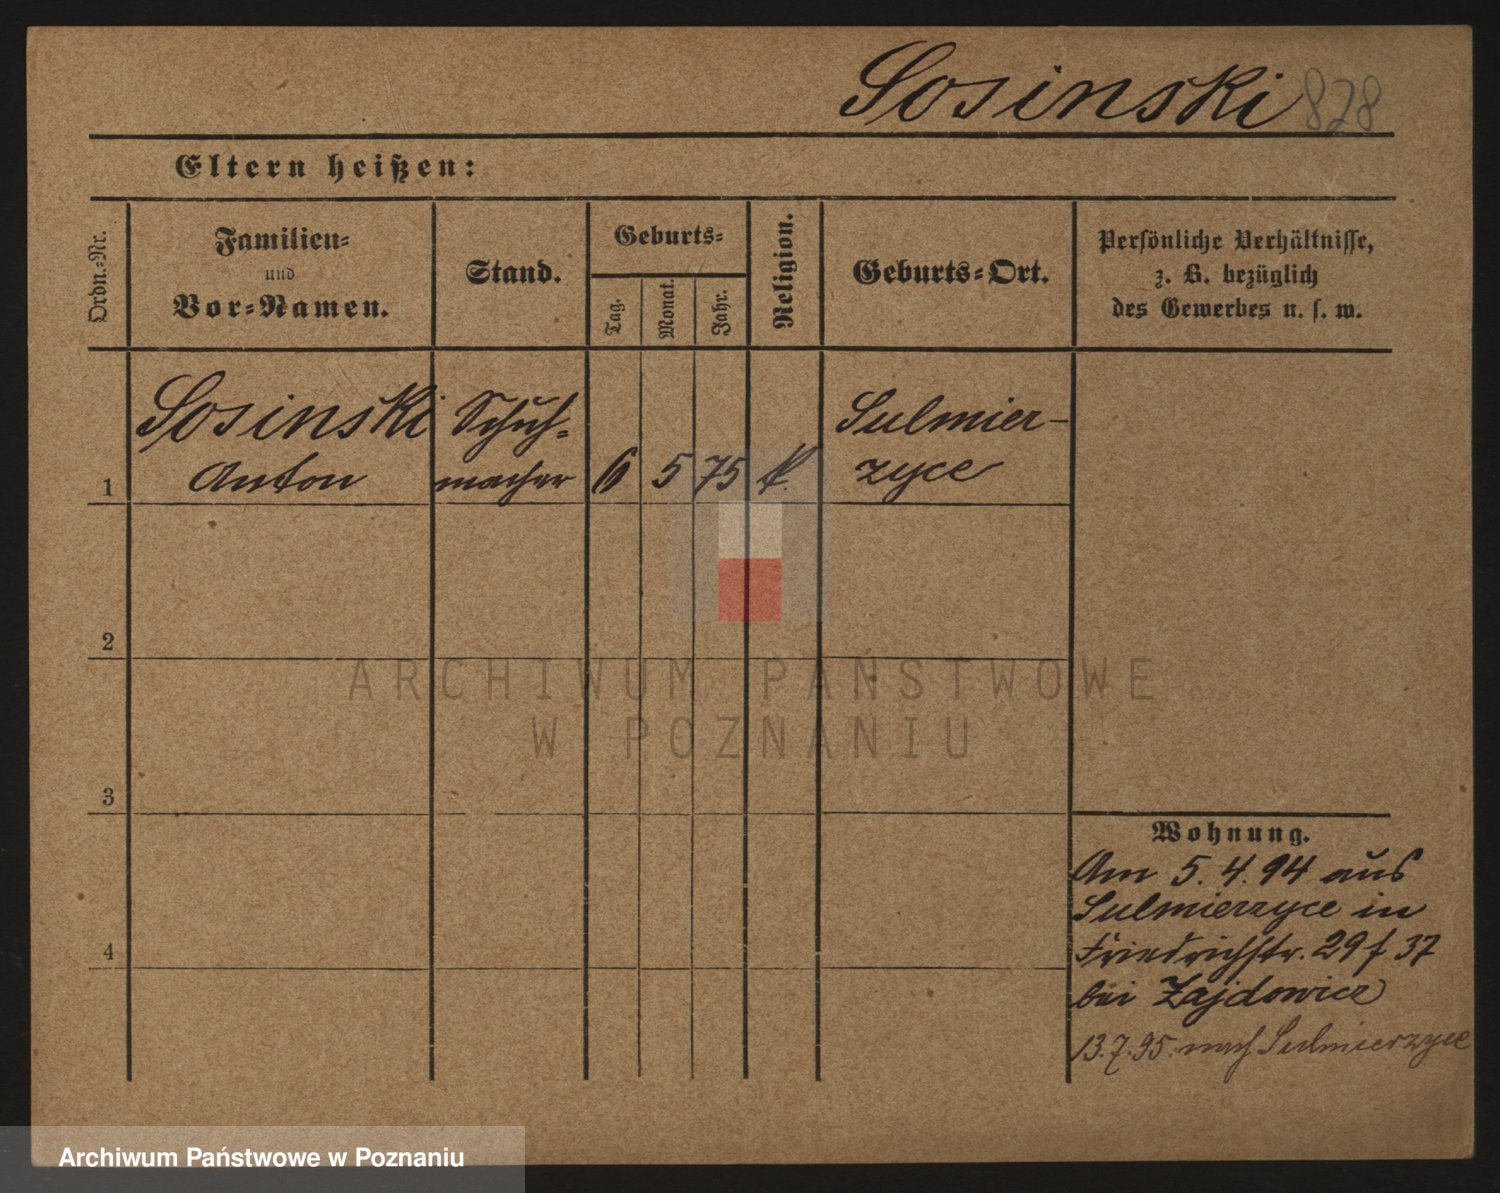 Sosinski 828
Eltern heißen:
Ordn.-Nr.
Familien-
und
Vor-Namen.
Stand.
Geburts-
Tag.
Monat.
Jahr.
Religion.
Geburts-Ort.
Persönliche Verhältnisse,
z. B. bezüglich
des Gewerbes u. s. w.
Sosinski Schuh- Sulmier-
1 Anton macher 6 5 75 k. zyce
2
3
4
Wohnung.
Am 5. 4. 94 aus
Sulmierzyce in
Friedrichstr. 29 f 37
bei Zajdowicz
13. 7. 95. nach Sulmierzyce
ARCHIWUM PAŃSTWOWE
W POZNANIU
Archiwum Państwowe w Poznaniu